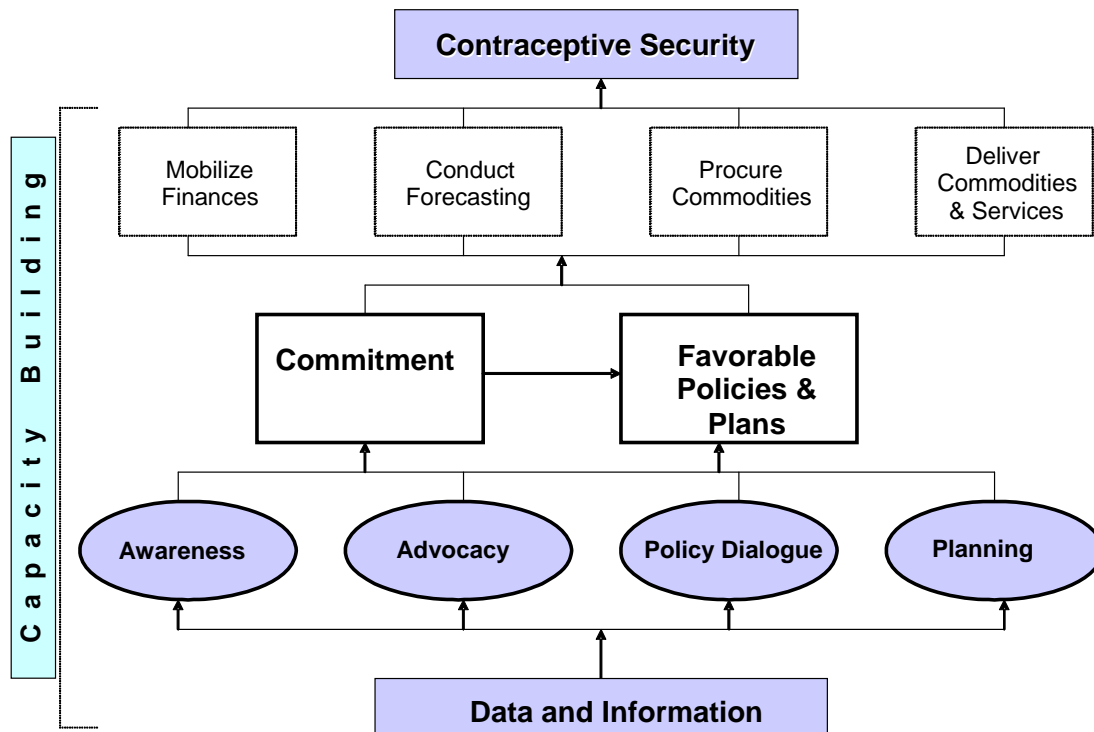 Contraceptive Security
Mobilize
Finances
Conduct
Forecasting
Procure
Commodities
Deliver
Commodities
& Services
Capacity Building
Commitment
Favorable
Policies &
Plans
Awareness
Advocacy
Policy Dialogue
Planning
Data and Information